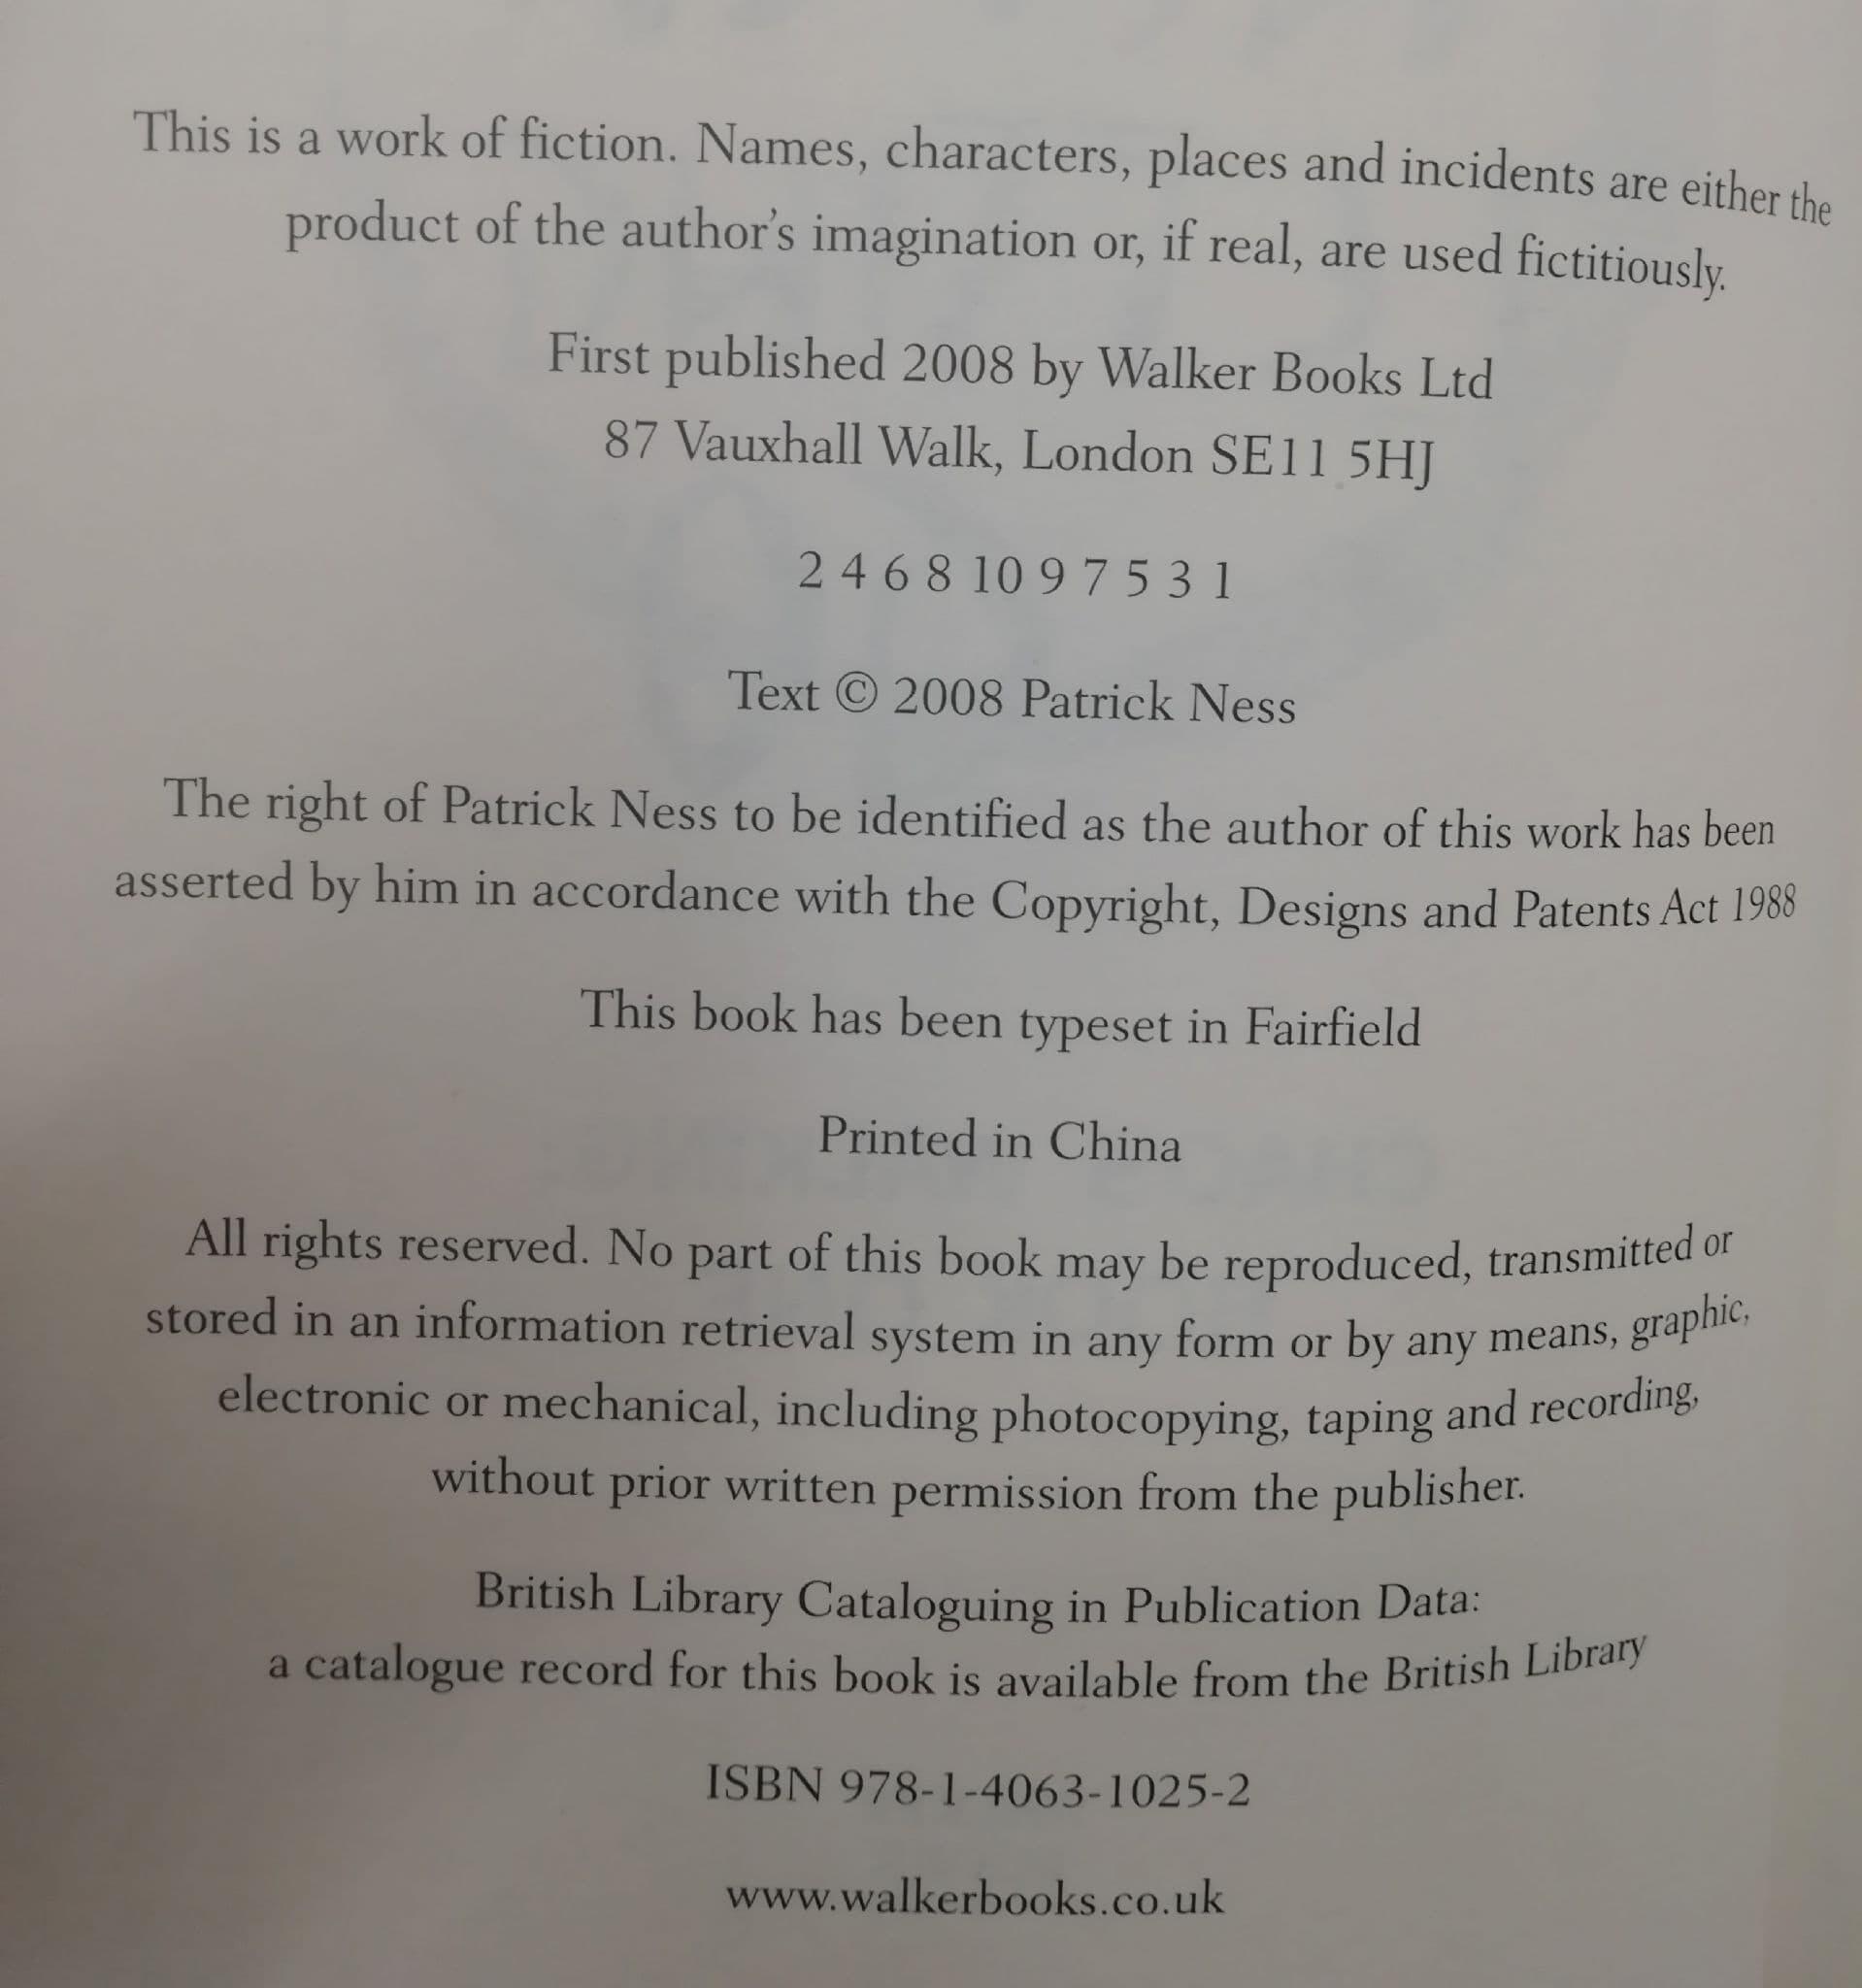 This is a work of fiction. Names, characters, places and incidents are either the
product of the author's imagination or, if real, are used fictitiously.
First published 2008 by Walker Books Ltd
87 Vauxhall Walk, London SE11 5HJ
2 4 6 8 10 9 7 5 3 1
Text © 2008 Patrick Ness
The right of Patrick Ness to be identified as the author of this work has been
asserted by him in accordance with the Copyright, Designs and Patents Act 1988
This book has been typeset in Fairfield
Printed in China
All rights reserved. No part of this book may be reproduced, transmitted or
stored in an information retrieval system in any form or by any means, graphic,
electronic or mechanical, including photocopying, taping and recording,
without prior written permission from the publisher.
British Library Cataloguing in Publication Data:
a catalogue record for this book is available from the British Library
ISBN 978-1-4063-1025-2
www.walkerbooks.co.uk